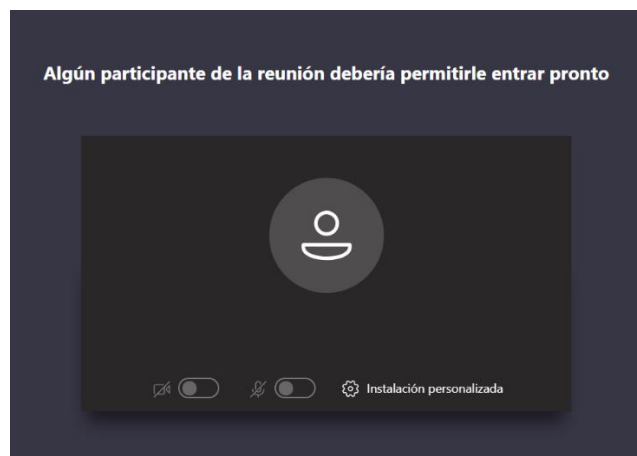 Algún participante de la reunión debería permitirle entrar pronto
Instalación personalizada